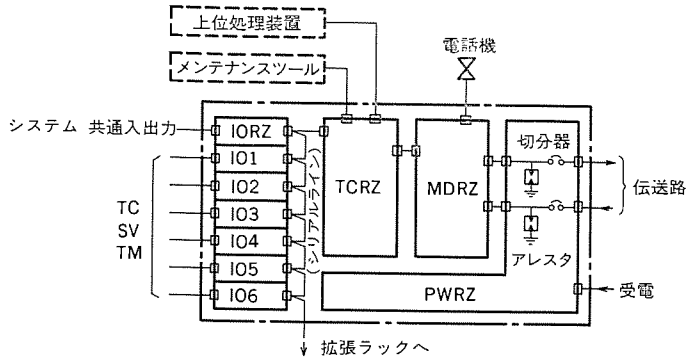 上位処理装置
電話機
メンテナンスツール
システム 共通入出力
IORZ
IO1
IO2
IO3
IO4
IO5
IO6
TC
SV
TM
(シリアルライン)
TCRZ
MDRZ
切分器
伝送路
アレスタ
PWRZ
受電
拡張ラックへ